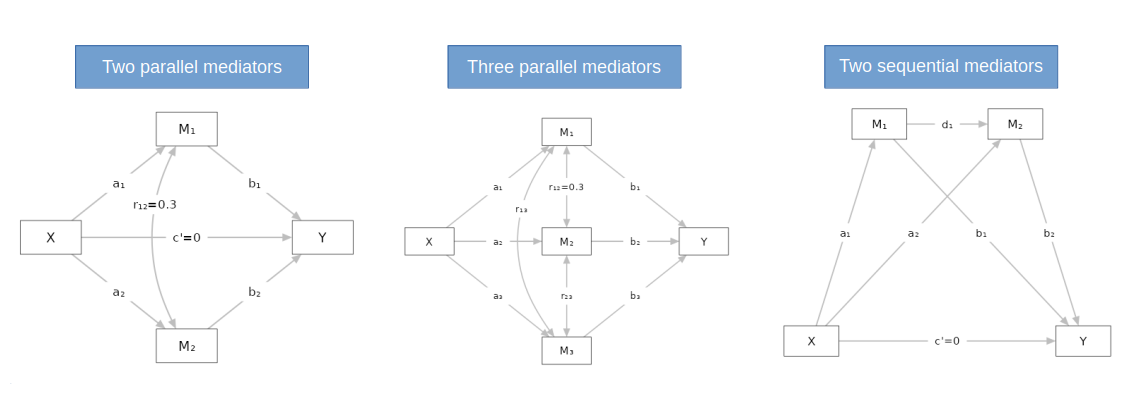 Two parallel mediators
M₁
a₁
b₁
r₁₂=0.3
X
c'=0
Y
a₂
b₂
M₂
Three parallel mediators
M₁
a₁
r₁₂=0.3
b₁
r₁₃
X
a₂
M₂
b₂
Y
a₃
r₂₃
b₃
M₃
Two sequential mediators
M₁
d₁
M₂
a₁
a₂
b₁
b₂
X
c'=0
Y